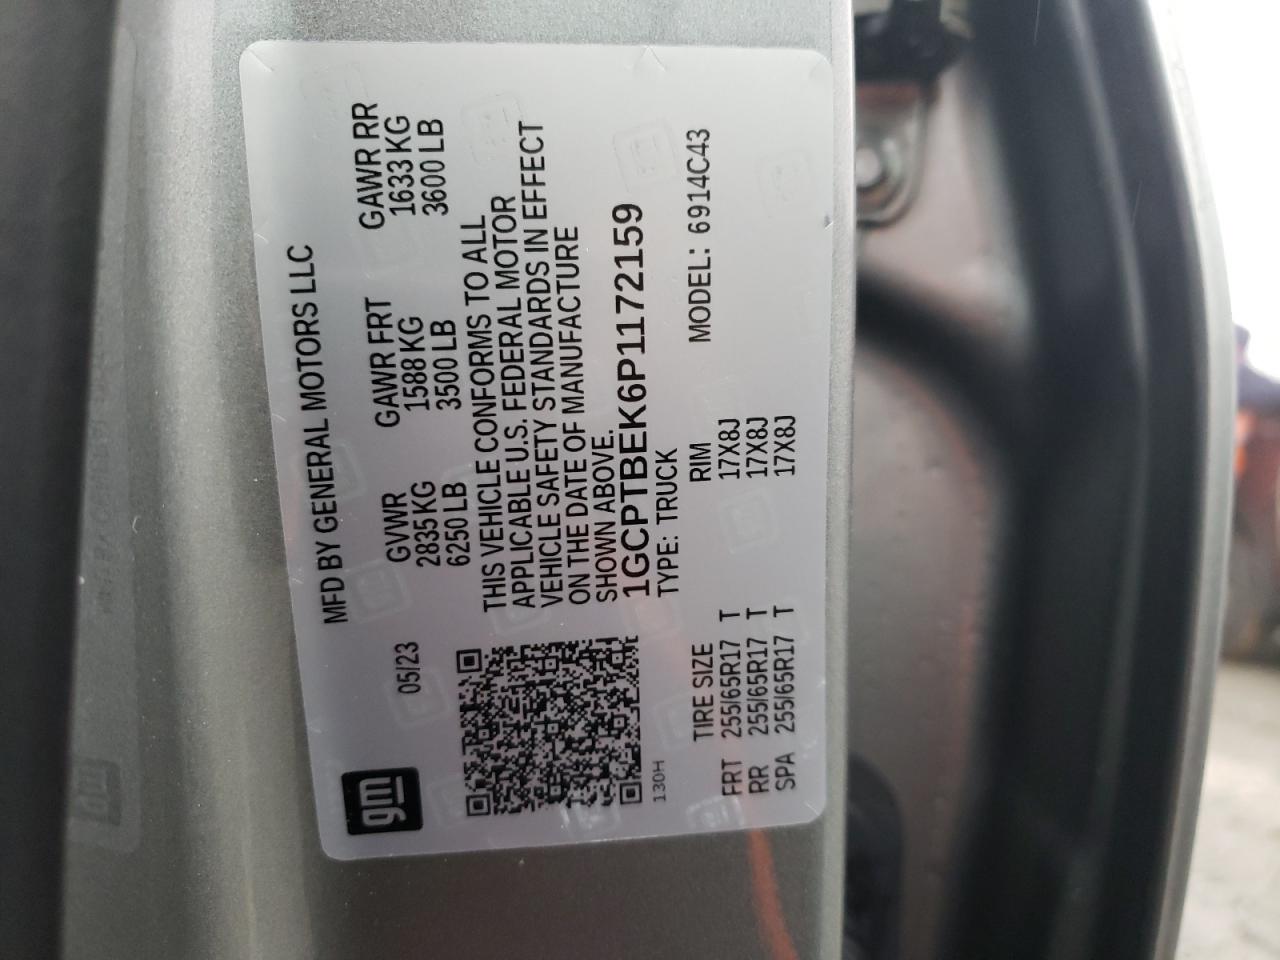 gm
MFD BY GENERAL MOTORS LLC
05/23
GVWR
2835 KG
6250 LB
GAWR FRT
1588 KG
3500 LB
GAWR RR
1633 KG
3600 LB
THIS VEHICLE CONFORMS TO ALL
APPLICABLE U.S. FEDERAL MOTOR
VEHICLE SAFETY STANDARDS IN EFFECT
ON THE DATE OF MANUFACTURE
SHOWN ABOVE.
1GCPTBEK6P1172159
TYPE: TRUCK
MODEL: 6914C43
130H
TIRE SIZE RIM
FRT 255/65R17 T 17X8J
RR 255/65R17 T 17X8J
SPA 255/65R17 T 17X8J